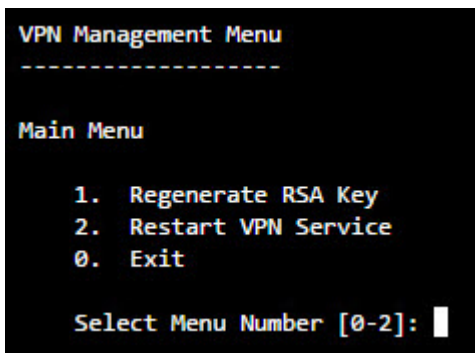 VPN Management Menu
--------------------
Main Menu
1. Regenerate RSA Key
2. Restart VPN Service
0. Exit
Select Menu Number [0-2]: